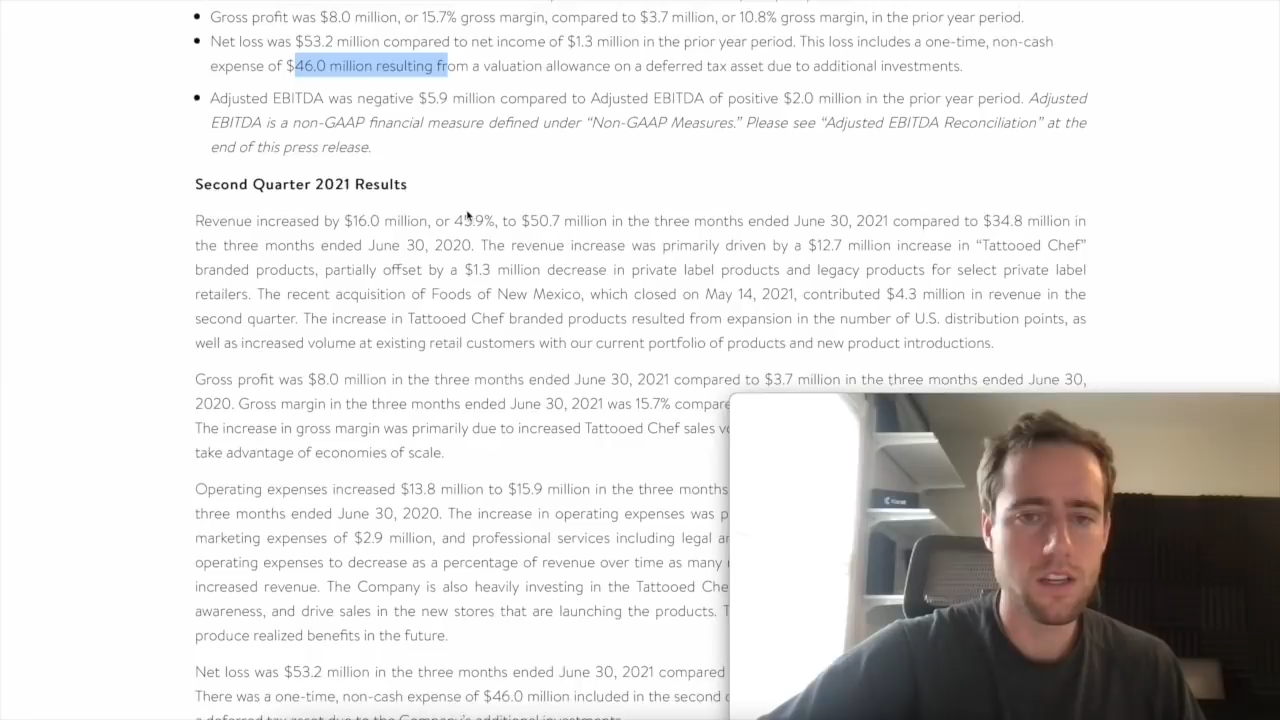 Gross profit was $8.0 million, or 15.7% gross margin, compared to $3.7 million, or 10.8% gross margin, in the prior year period.
Net loss was $53.2 million compared to net income of $1.3 million in the prior year period. This loss includes a one-time, non-cash
expense of $46.0 million resulting from a valuation allowance on a deferred tax asset due to additional investments.
Adjusted EBITDA was negative $5.9 million compared to Adjusted EBITDA of positive $2.0 million in the prior year period. Adjusted
EBITDA is a non-GAAP financial measure defined under “Non-GAAP Measures.” Please see “Adjusted EBITDA Reconciliation” at the
end of this press release.
Second Quarter 2021 Results
Revenue increased by $16.0 million, or 45.9%, to $50.7 million in the three months ended June 30, 2021 compared to $34.8 million in
the three months ended June 30, 2020. The revenue increase was primarily driven by a $12.7 million increase in “Tattooed Chef”
branded products, partially offset by a $1.3 million decrease in private label products and legacy products for select private label
retailers. The recent acquisition of Foods of New Mexico, which closed on May 14, 2021, contributed $4.3 million in revenue in the
second quarter. The increase in Tattooed Chef branded products resulted from expansion in the number of U.S. distribution points, as
well as increased volume at existing retail customers with our current portfolio of products and new product introductions.
Gross profit was $8.0 million in the three months ended June 30, 2021 compared to $3.7 million in the three months ended June 30,
2020. Gross margin in the three months ended June 30, 2021 was 15.7% compare
The increase in gross margin was primarily due to increased Tattooed Chef sales vo
take advantage of economies of scale.
Operating expenses increased $13.8 million to $15.9 million in the three months
three months ended June 30, 2020. The increase in operating expenses was p
marketing expenses of $2.9 million, and professional services including legal an
operating expenses to decrease as a percentage of revenue over time as many
increased revenue. The Company is also heavily investing in the Tattooed Che
awareness, and drive sales in the new stores that are launching the products. T
produce realized benefits in the future.
Net loss was $53.2 million in the three months ended June 30, 2021 compared
There was a one-time, non-cash expense of $46.0 million included in the second
a deferred tax asset due to the Company's additional investments.